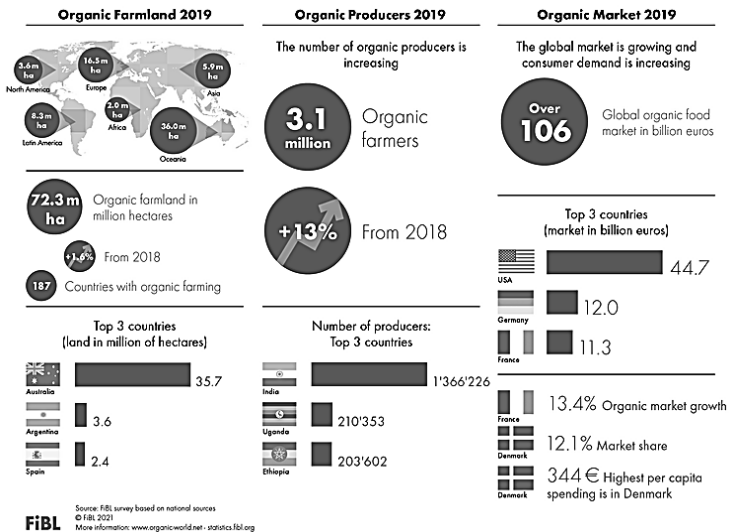 Organic Farmland 2019
3.6 m
ha
North America
16.5 m
ha
Europe
5.9 m
ha
Asia
8.3 m
ha
Latin America
2.0 m
ha
Africa
36.0 m
ha
Oceania
72.3 m
ha
Organic farmland in
million hectares
+1.6%
From 2018
187
Countries with organic farming
Top 3 countries
(land in million of hectares)
Australia
35.7
Argentina
3.6
Spain
2.4
Organic Producers 2019
The number of organic producers is
increasing
3.1
million
Organic
farmers
+13%
From 2018
Number of producers:
Top 3 countries
India
1'366'226
Uganda
210'353
Ethiopia
203'602
Organic Market 2019
The global market is growing and
consumer demand is increasing
Over
106
Global organic food
market in billion euros
Top 3 countries
(market in billion euros)
USA
44.7
Germany
12.0
France
11.3
France
13.4% Organic market growth
Denmark
12.1% Market share
Denmark
344 € Highest per capita
spending is in Denmark
FiBL
Source: FiBL survey based on national sources
© FiBL 2021
More information: www.organic-world.net - statistics.fibl.org